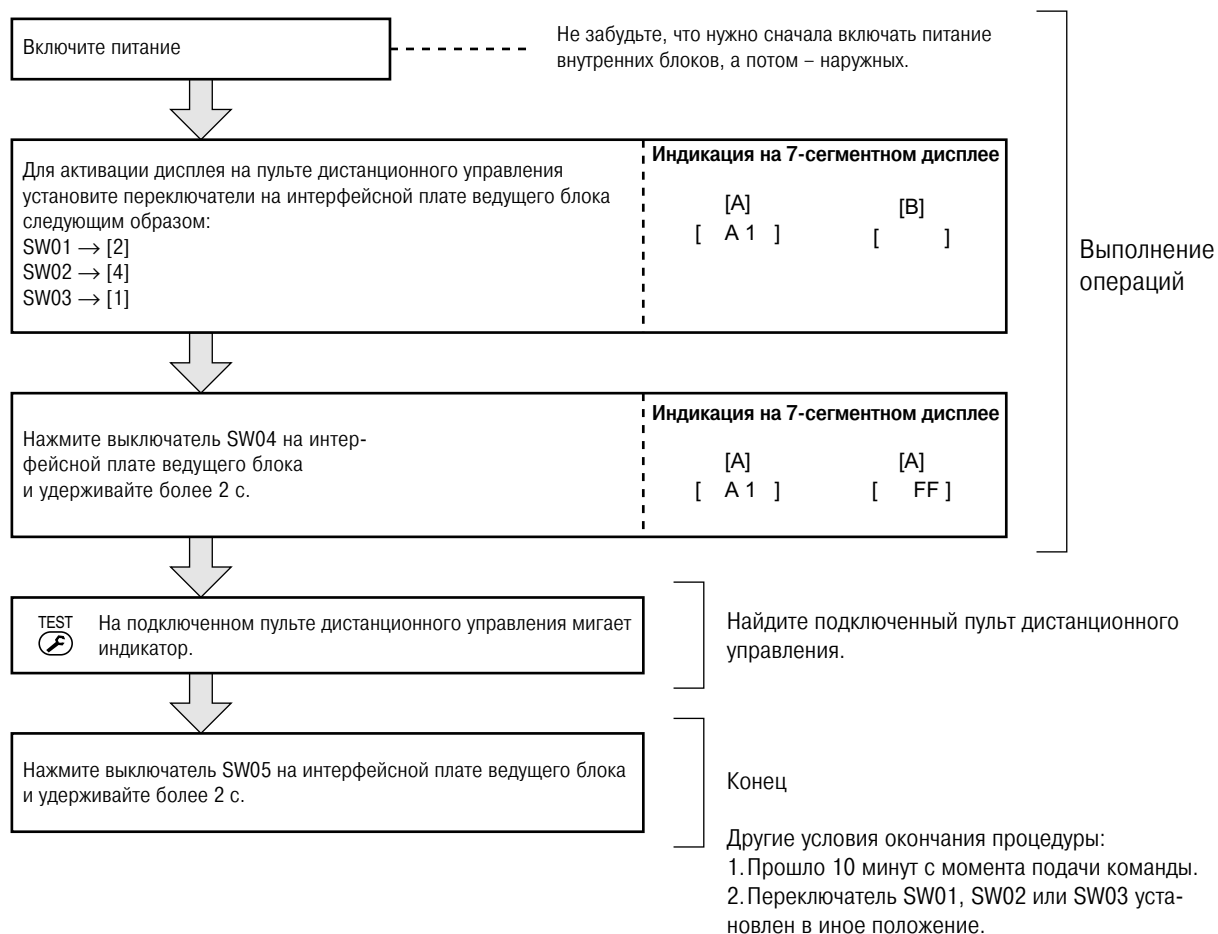 Включите питание
Не забудьте, что нужно сначала включать питание
внутренних блоков, а потом – наружных.
Для активации дисплея на пульте дистанционного управления
установите переключатели на интерфейсной плате ведущего блока
следующим образом:
SW01 → [2]
SW02 → [4]
SW03 → [1]
Индикация на 7-сегментном дисплее
[A] [B]
[ A 1 ] [ ]
Выполнение
операций
Нажмите выключатель SW04 на интер-
фейсной плате ведущего блока
и удерживайте более 2 с.
Индикация на 7-сегментном дисплее
[A] [A]
[ A 1 ] [ FF ]
TEST На подключенном пульте дистанционного управления мигает
индикатор.
Найдите подключенный пульт дистанционного
управления.
Нажмите выключатель SW05 на интерфейсной плате ведущего блока
и удерживайте более 2 с.
Конец
Другие условия окончания процедуры:
1. Прошло 10 минут с момента подачи команды.
2. Переключатель SW01, SW02 или SW03 уста-
новлен в иное положение.